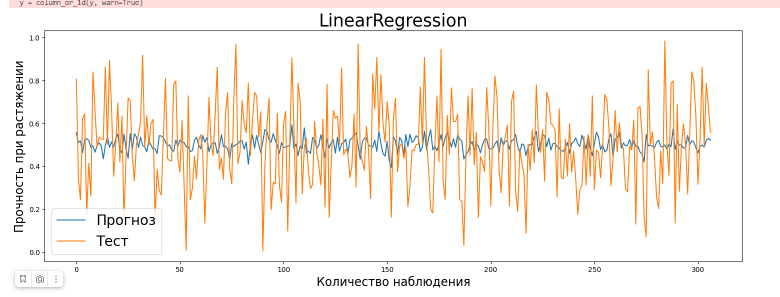 y = column_or_1d(y, warn=True)
LinearRegression
Прочность при растяжении
1.0
0.8
0.6
0.4
0.2
0.0
Прогноз
Тест
0 50 100 150 200 250 300
Количество наблюдения